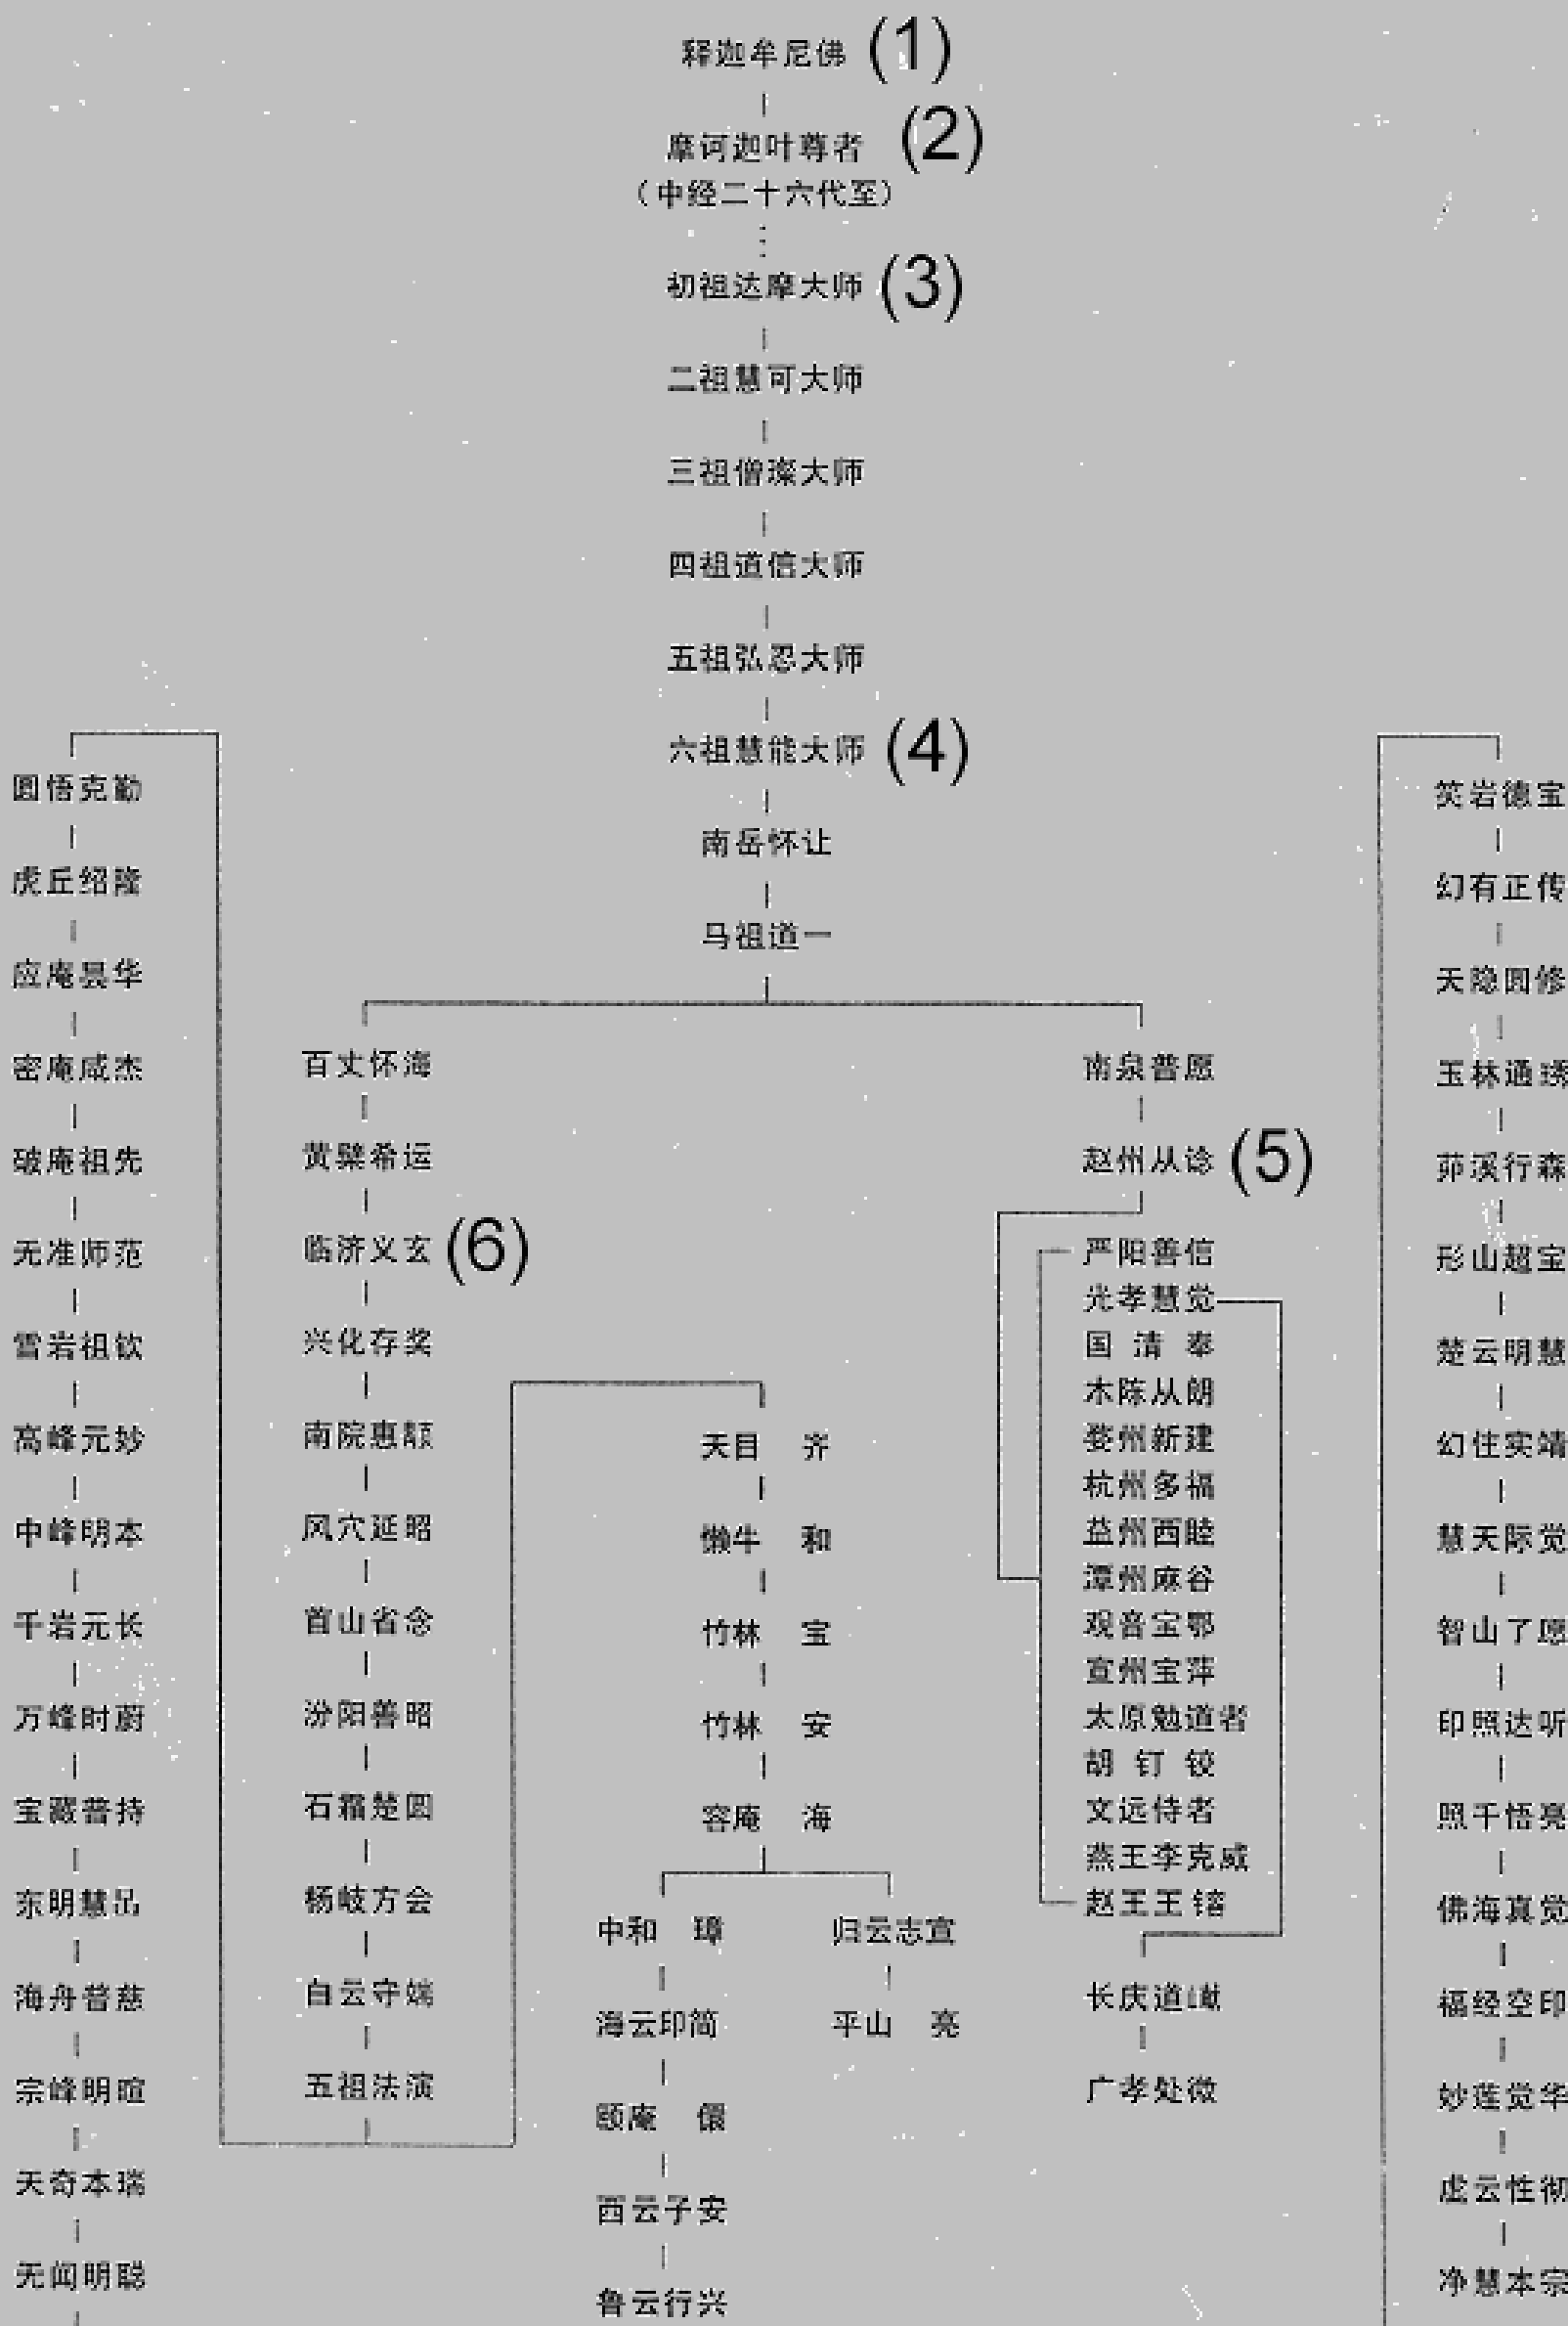 释迦牟尼佛 (1)
摩诃迦叶尊者 (2)
（中经二十六代至）
初祖达摩大师 (3)
二祖慧可大师
三祖僧璨大师
四祖道信大师
五祖弘忍大师
六祖慧能大师 (4)
南岳怀让
马祖道一
圆悟克勤
虎丘绍隆
应庵昙华
密庵咸杰
破庵祖先
无准师范
雪岩祖钦
高峰元妙
中峰明本
千岩元长
万峰时蔚
宝藏普持
东明慧旵
海舟普慈
宗峰明暄
天奇本瑞
无闻明聪
百丈怀海
黄檗希运
临济义玄 (6)
兴化存奖
南院惠颙
风穴延昭
首山省念
汾阳善昭
石霜楚圆
杨岐方会
白云守端
五祖法演
天目 齐
懒牛 和
竹林 宝
竹林 安
容庵 海
中和 璋
海云印简
颐庵 儇
西云子安
鲁云行兴
归云志宣
平山 亮
南泉普愿
赵州从谂 (5)
严阳善信
光孝慧觉
国清奉
木陈从朗
婺州新建
杭州多福
益州西睦
潭州麻谷
观音宝鄂
宣州宝萍
太原勉道者
胡钉铰
文远侍者
燕王李克威
赵王王镕
长庆道巘
广孝处微
笑岩德宝
幻有正传
天隐圆修
玉林通琇
茆溪行森
形山超宝
楚云明慧
幻住实靖
慧天际觉
智山了愿
印照达听
照千悟亮
佛海真觉
福经空印
妙莲觉华
虚云性彻
净慧本宗